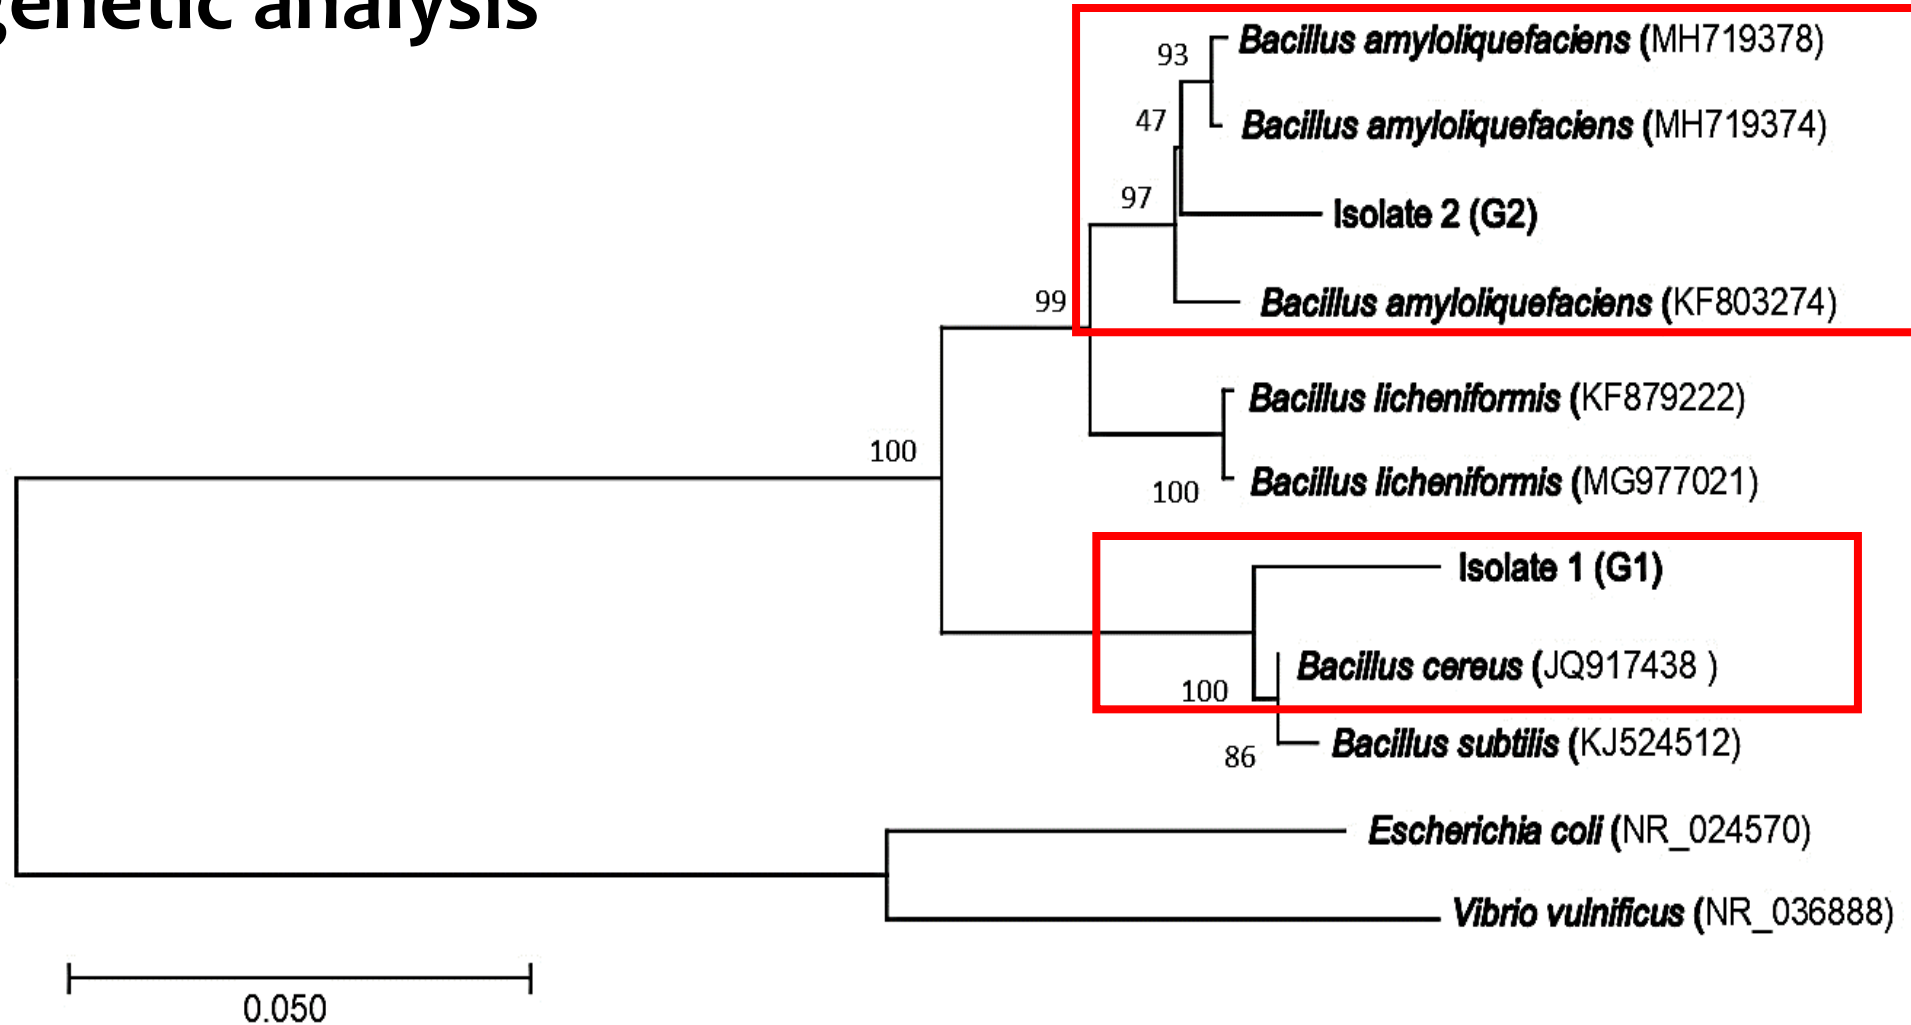 genetic analysis
93
Bacillus amyloliquefaciens (MH719378)
47
Bacillus amyloliquefaciens (MH719374)
97
Isolate 2 (G2)
99
Bacillus amyloliquefaciens (KF803274)
Bacillus licheniformis (KF879222)
100
100
Bacillus licheniformis (MG977021)
Isolate 1 (G1)
Bacillus cereus (JQ917438 )
100
Bacillus subtilis (KJ524512)
86
Escherichia coli (NR_024570)
Vibrio vulnificus (NR_036888)
0.050